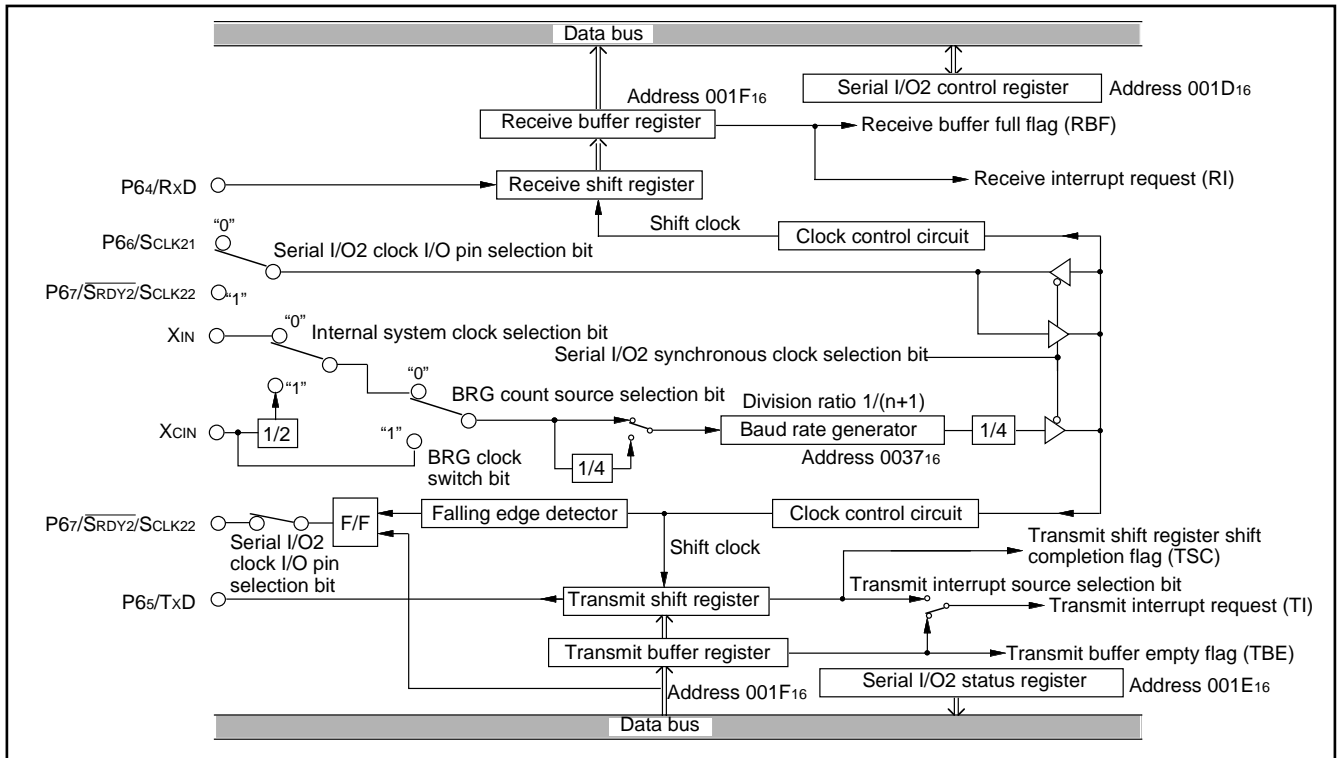 Data bus
Serial I/O2 control register
Address 001D16
Address 001F16
Receive buffer register
Receive buffer full flag (RBF)
P64/RXD
Receive shift register
Receive interrupt request (RI)
Shift clock
Clock control circuit
"0"
P66/SCLK21
Serial I/O2 clock I/O pin selection bit
P67/SRDY2/SCLK22
"1"
XIN
"0"
Internal system clock selection bit
Serial I/O2 synchronous clock selection bit
"0"
BRG count source selection bit
"1"
Division ratio 1/(n+1)
XCIN
1/2
"1"
Baud rate generator
1/4
BRG clock
switch bit
1/4
Address 003716
P67/SRDY2/SCLK22
F/F
Falling edge detector
Clock control circuit
Serial I/O2
clock I/O pin
selection bit
Shift clock
Transmit shift register shift
completion flag (TSC)
Transmit interrupt source selection bit
P65/TXD
Transmit shift register
Transmit interrupt request (TI)
Transmit buffer register
Transmit buffer empty flag (TBE)
Address 001F16
Serial I/O2 status register
Address 001E16
Data bus